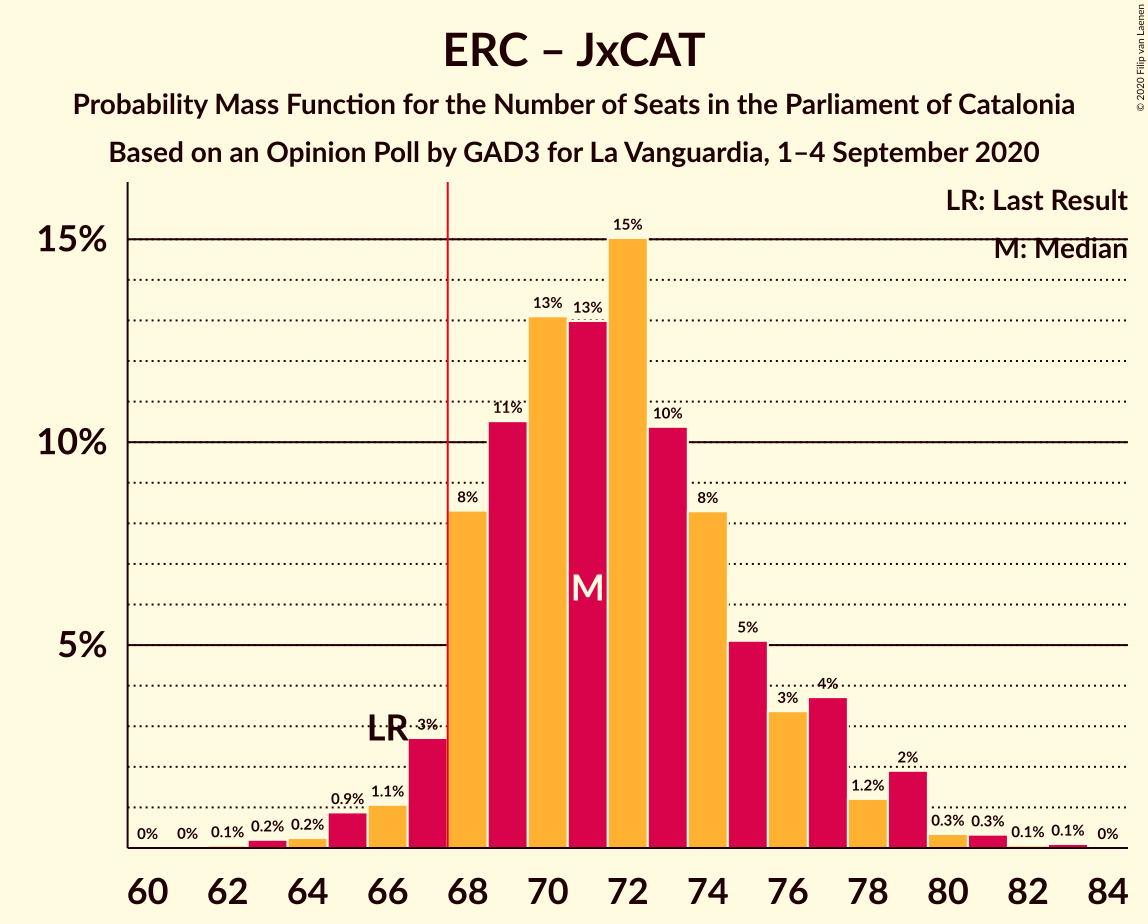 ERC – JxCAT
Probability Mass Function for the Number of Seats in the Parliament of Catalonia
Based on an Opinion Poll by GAD3 for La Vanguardia, 1–4 September 2020
© 2020 Filip van Laenen
LR: Last Result
M: Median
15%
10%
5%
0% 0% 0.1% 0.2% 0.2% 0.9% 1.1% 3% 8% 11% 13% 13% 15% 10% 8% 5% 3% 4% 1.2% 2% 0.3% 0.3% 0.1% 0.1% 0%
LR
M
60 62 64 66 68 70 72 74 76 78 80 82 84